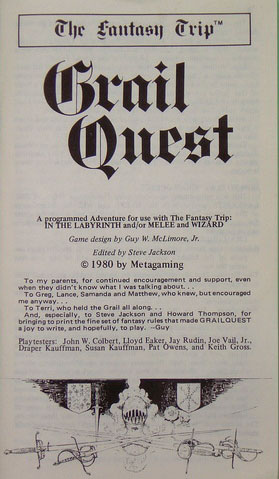 The Fantasy Trip™
Grail
Quest
A programmed Adventure for use with The Fantasy Trip:
IN THE LABYRINTH and/or MELEE and WIZARD
Game design by Guy W. McLimore, Jr.
Edited by Steve Jackson
© 1980 by Metagaming
To my parents, for continued encouragement and support, even
when they didn't know what I was talking about. . .
To Greg, Lance, Samanda and Matthew, who knew, but encouraged
me anyway. . .
To Terri, who held the Grail all along. . .
And, especially, to Steve Jackson and Howard Thompson, for
bringing to print the fine set of fantasy rules that made GRAILQUEST
a joy to write, and hopefully, to play. —Guy
Playtesters: John W. Colbert, Lloyd Eaker, Jay Rudin, Joe Vail, Jr.,
Draper Kauffman, Susan Kauffman, Pat Owens, and Keith Gross.